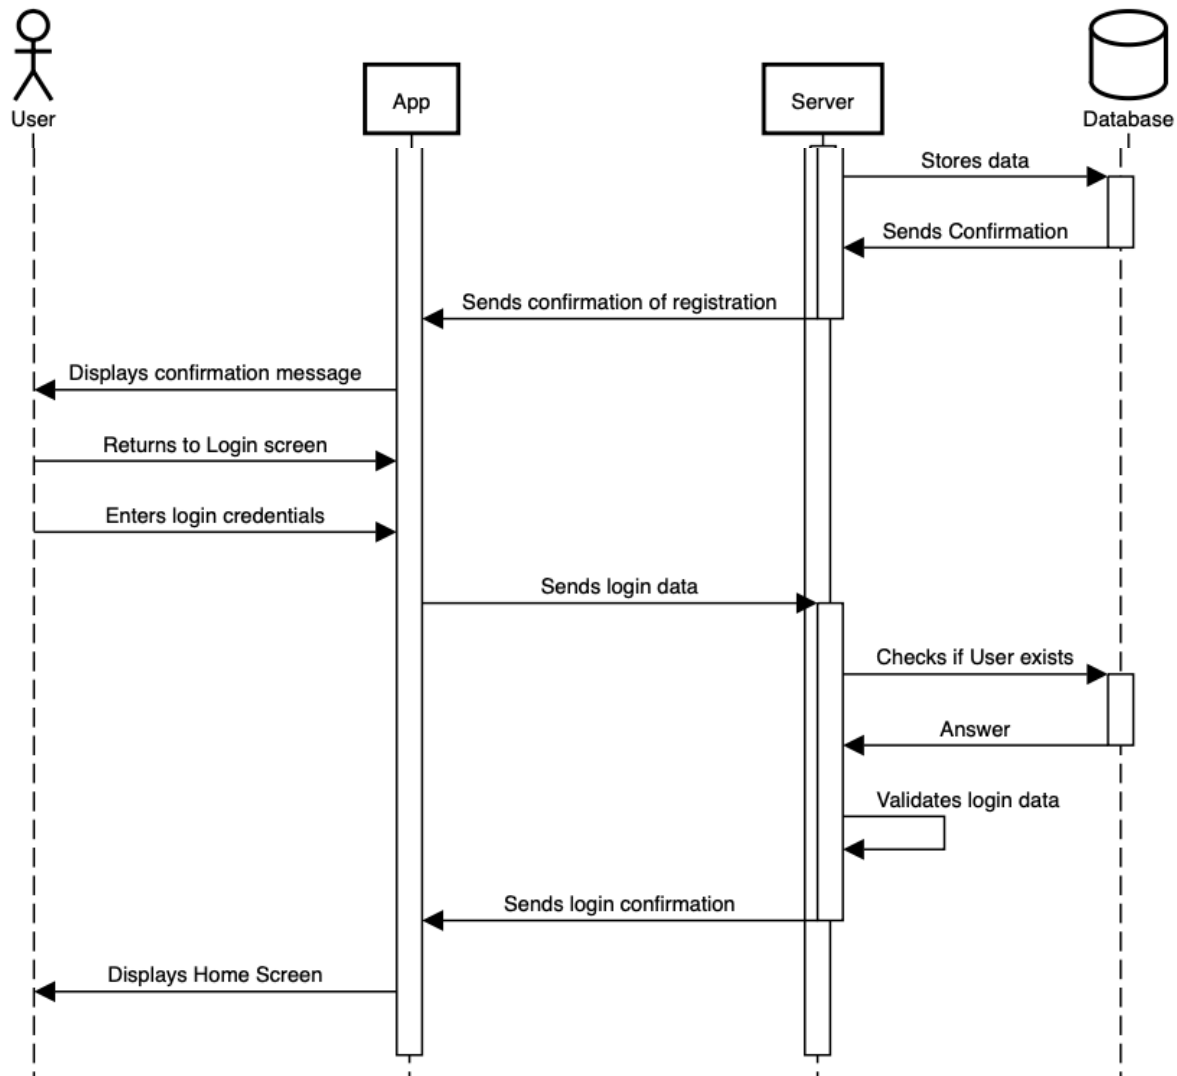 User
App
Server
Database
Stores data
Sends Confirmation
Sends confirmation of registration
Displays confirmation message
Returns to Login screen
Enters login credentials
Sends login data
Checks if User exists
Answer
Validates login data
Sends login confirmation
Displays Home Screen